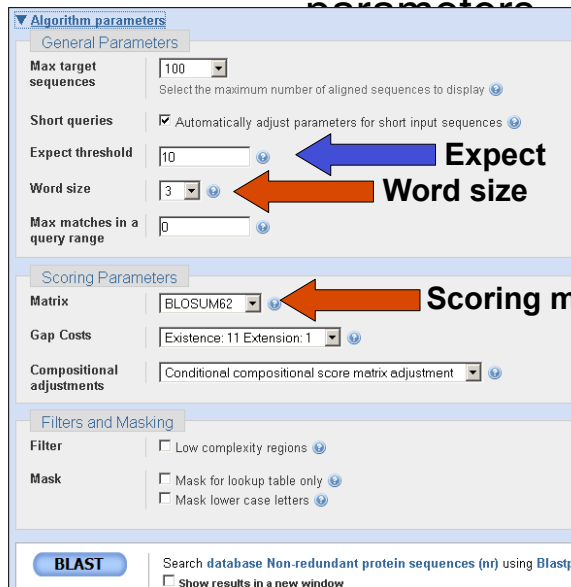 parameters
Algorithm parameters
General Parameters
Max target sequences
100
Select the maximum number of aligned sequences to display
Short queries
Automatically adjust parameters for short input sequences
Expect threshold
10
Expect
Word size
3
Word size
Max matches in a query range
0
Scoring Parameters
Matrix
BLOSUM62
Scoring m
Gap Costs
Existence: 11 Extension: 1
Compositional adjustments
Conditional compositional score matrix adjustment
Filters and Masking
Filter
Low complexity regions
Mask
Mask for lookup table only
Mask lower case letters
BLAST
Search database Non-redundant protein sequences (nr) using Blastp
Show results in a new window